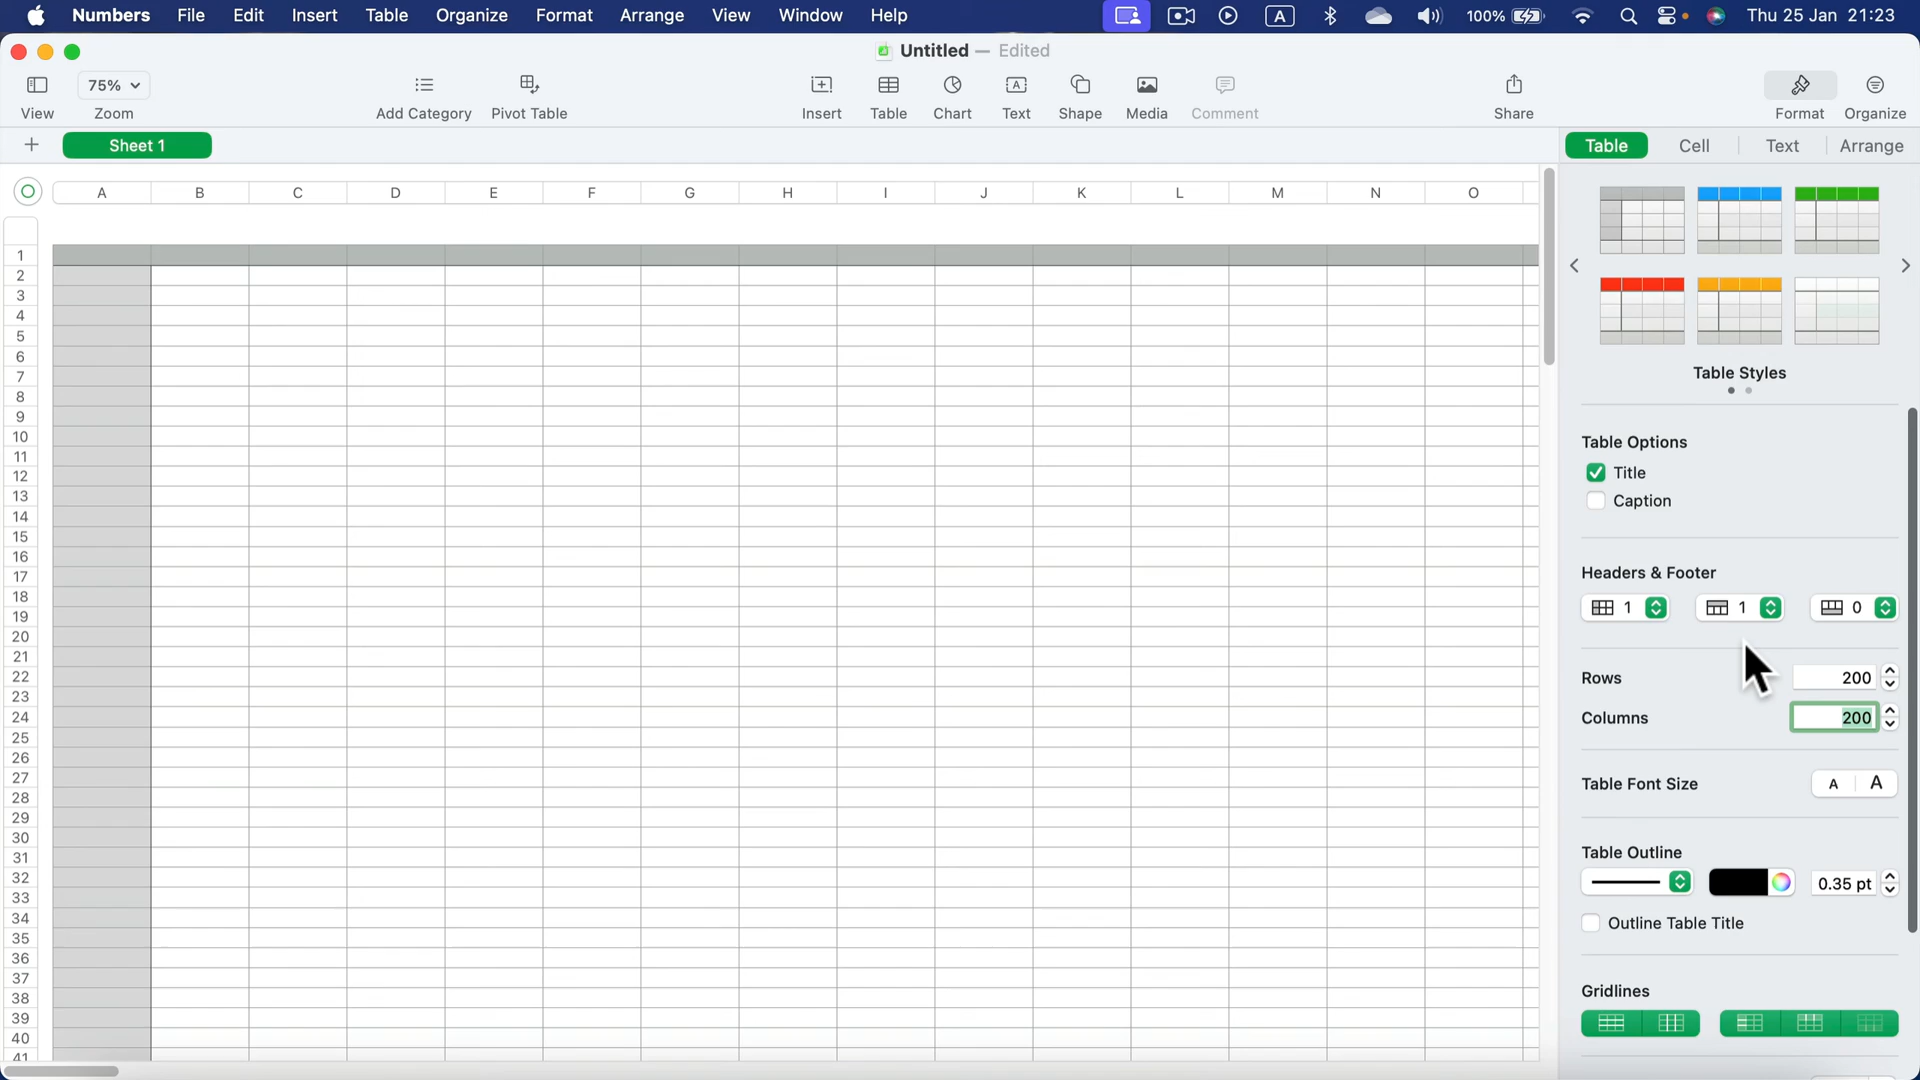 Numbers File Edit Insert Table Organize Format Arrange View Window Help A 100% Thu 25 Jan 21:23
Untitled — Edited
75%
View Zoom Add Category Pivot Table Insert Table Chart Text Shape Media Comment Share Format Organize
Sheet 1
Table Cell Text Arrange
A B C D E F G H I J K L M N O
1
2
3
4
5
6
7
8
9
10
11
12
13
14
15
16
17
18
19
20
21
22
23
24
25
26
27
28
29
30
31
32
33
34
35
36
37
38
39
40
41
Table Styles
Table Options
Title
Caption
Headers & Footer
1 1 0
Rows 200
Columns 200
Table Font Size A A
Table Outline
0.35 pt
Outline Table Title
Gridlines